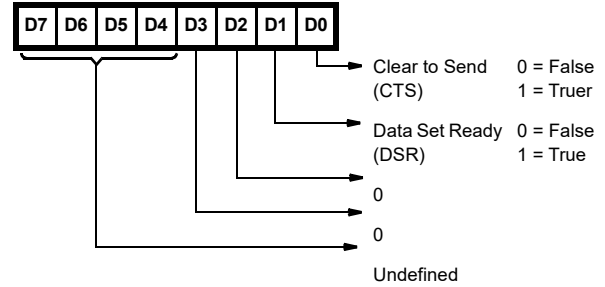 D7 D6 D5 D4 D3 D2 D1 D0
Clear to Send 0 = False
(CTS) 1 = Truer
Data Set Ready 0 = False
(DSR) 1 = True
0
0
Undefined